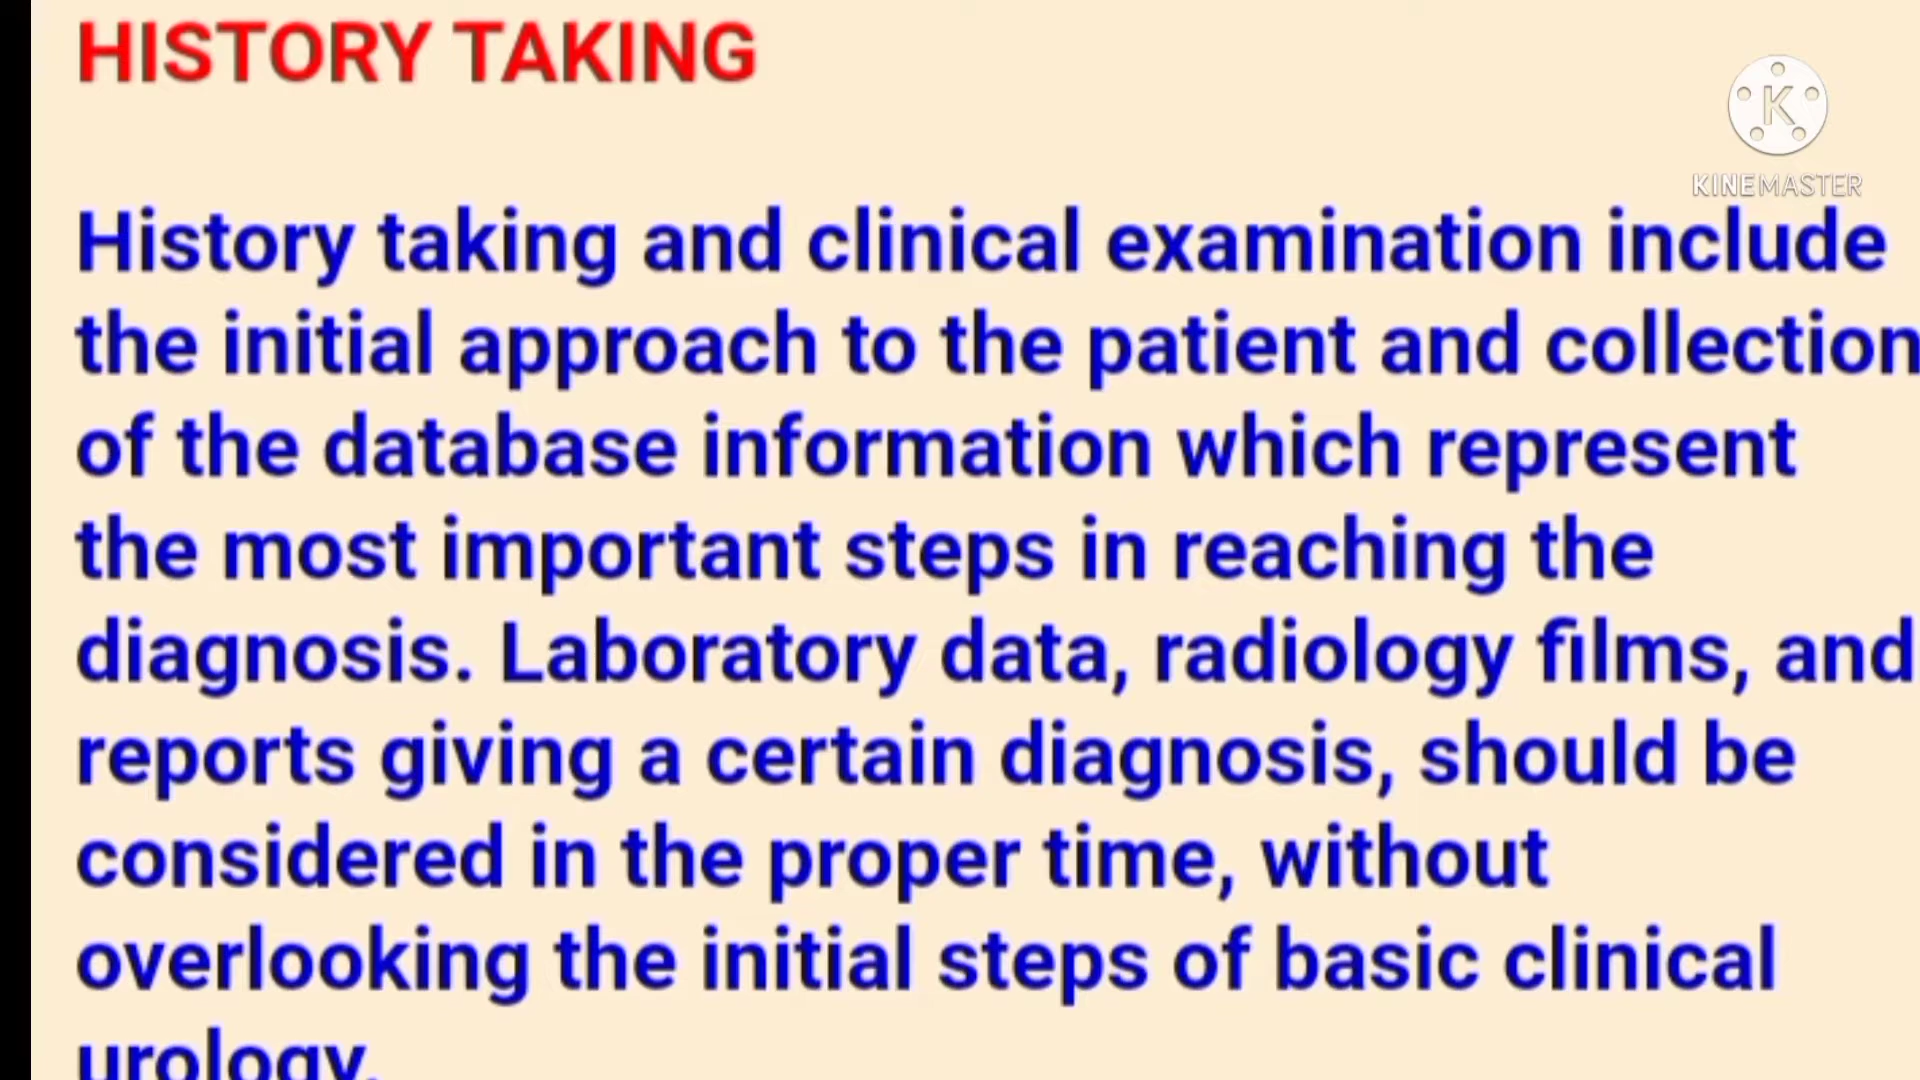 HISTORY TAKING
KINEMASTER
History taking and clinical examination include
the initial approach to the patient and collection
of the database information which represent
the most important steps in reaching the
diagnosis. Laboratory data, radiology films, and
reports giving a certain diagnosis, should be
considered in the proper time, without
overlooking the initial steps of basic clinical
urology.